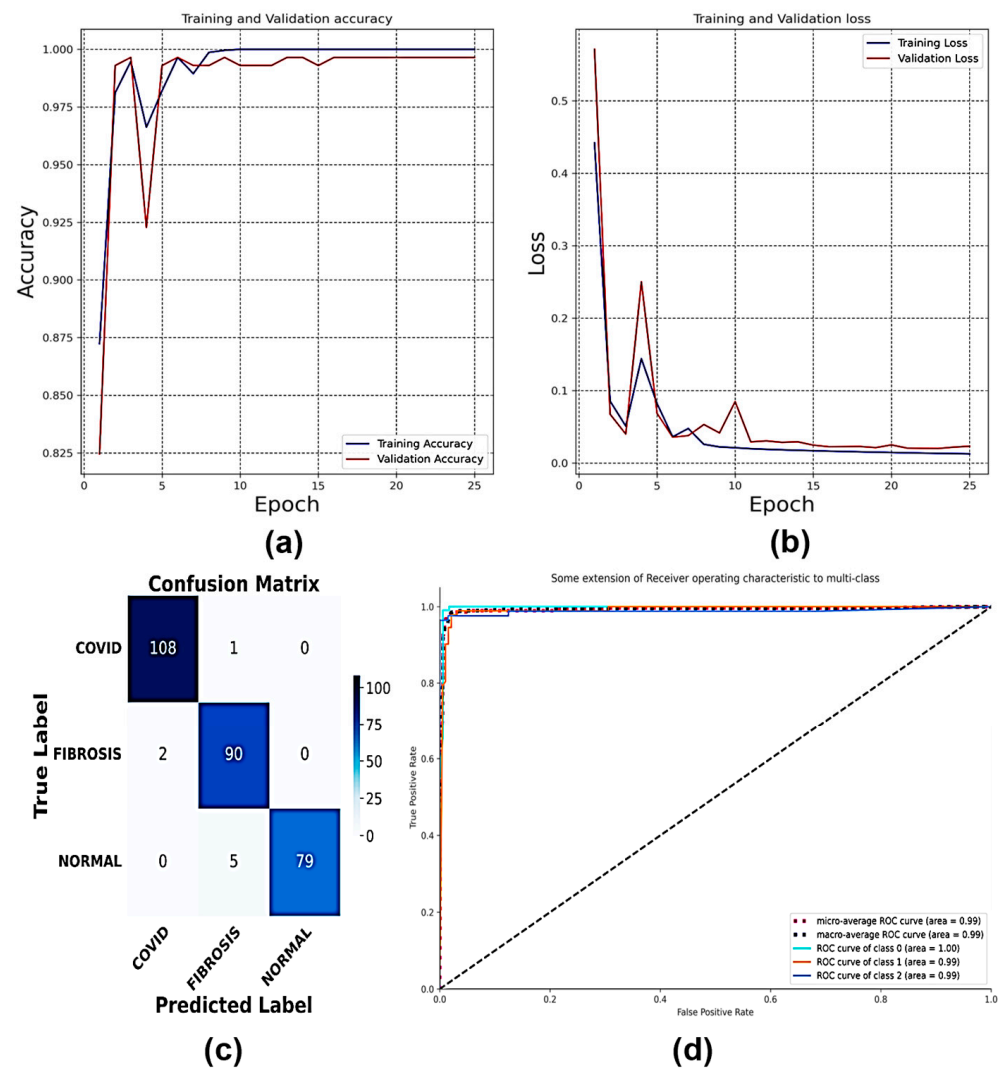 Training and Validation accuracy
1.000
0.975
0.950
0.925
0.900
0.875
0.850
0.825
Accuracy
Training Accuracy
Validation Accuracy
0 5 10 15 20 25
Epoch
(a)
Training and Validation loss
Training Loss
Validation Loss
0.5
0.4
0.3
0.2
0.1
0.0
Loss
0 5 10 15 20 25
Epoch
(b)
Confusion Matrix
True Label
COVID 108 1 0
FIBROSIS 2 90 0
NORMAL 0 5 79
COVID FIBROSIS NORMAL
Predicted Label
100
75
50
25
0
(c)
Some extension of Receiver operating characteristic to multi-class
1.0
0.8
0.6
0.4
0.2
0.0
True Positive Rate
micro-average ROC curve (area = 0.99)
macro-average ROC curve (area = 0.99)
ROC curve of class 0 (area = 1.00)
ROC curve of class 1 (area = 0.99)
ROC curve of class 2 (area = 0.99)
0.0 0.2 0.4 0.6 0.8 1.0
False Positive Rate
(d)